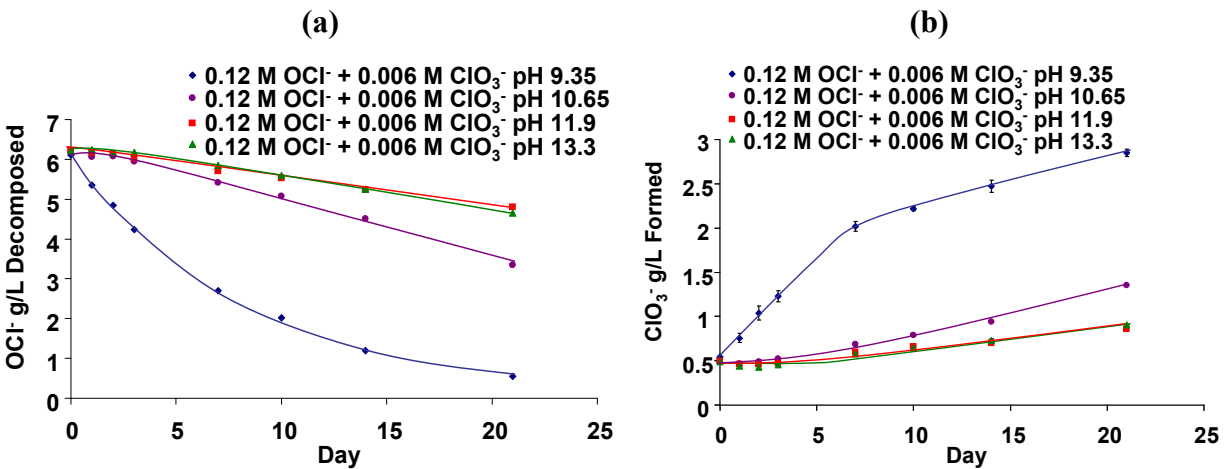 (a)
0.12 M OCl- + 0.006 M ClO3- pH 9.35
0.12 M OCl- + 0.006 M ClO3- pH 10.65
0.12 M OCl- + 0.006 M ClO3- pH 11.9
0.12 M OCl- + 0.006 M ClO3- pH 13.3
OCl- g/L Decomposed
7
6
5
4
3
2
1
0
0 5 10 15 20 25
Day
(b)
0.12 M OCl- + 0.006 M ClO3- pH 9.35
0.12 M OCl- + 0.006 M ClO3- pH 10.65
0.12 M OCl- + 0.006 M ClO3- pH 11.9
0.12 M OCl- + 0.006 M ClO3- pH 13.3
ClO3- g/L Formed
3
2.5
2
1.5
1
0.5
0
0 5 10 15 20 25
Day